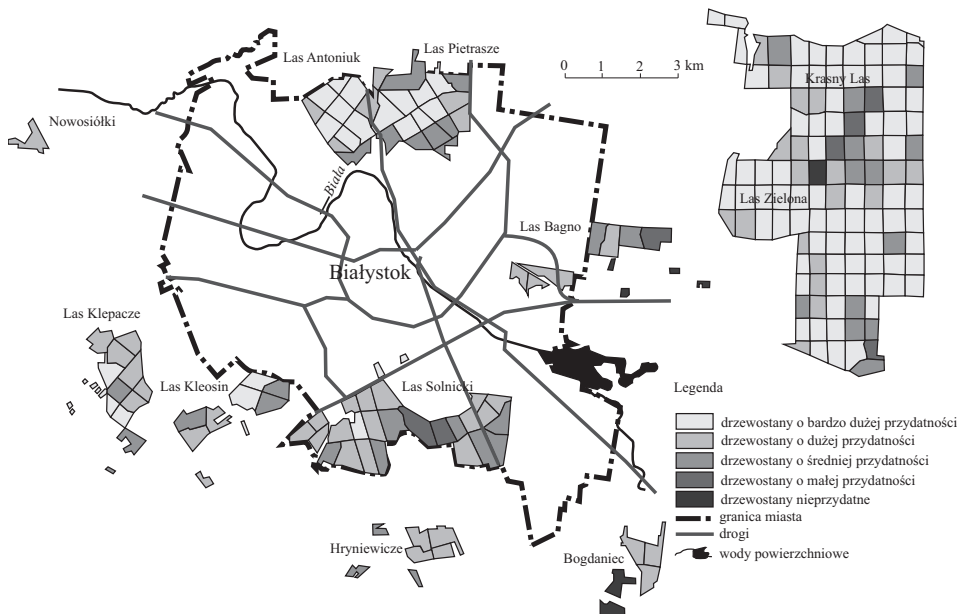 Las Antoniuk
Las Pietrasze
0 1 2 3 km
Krasny Las
Nowosiółki
Biała
Las Zielona
Las Bagno
Białystok
Las Klepacze
Las Kleosin
Las Solnicki
Hryniewicze
Bogdaniec
Legenda
drzewostany o bardzo dużej przydatności
drzewostany o dużej przydatności
drzewostany o średniej przydatności
drzewostany o małej przydatności
drzewostany nieprzydatne
granica miasta
drogi
wody powierzchniowe